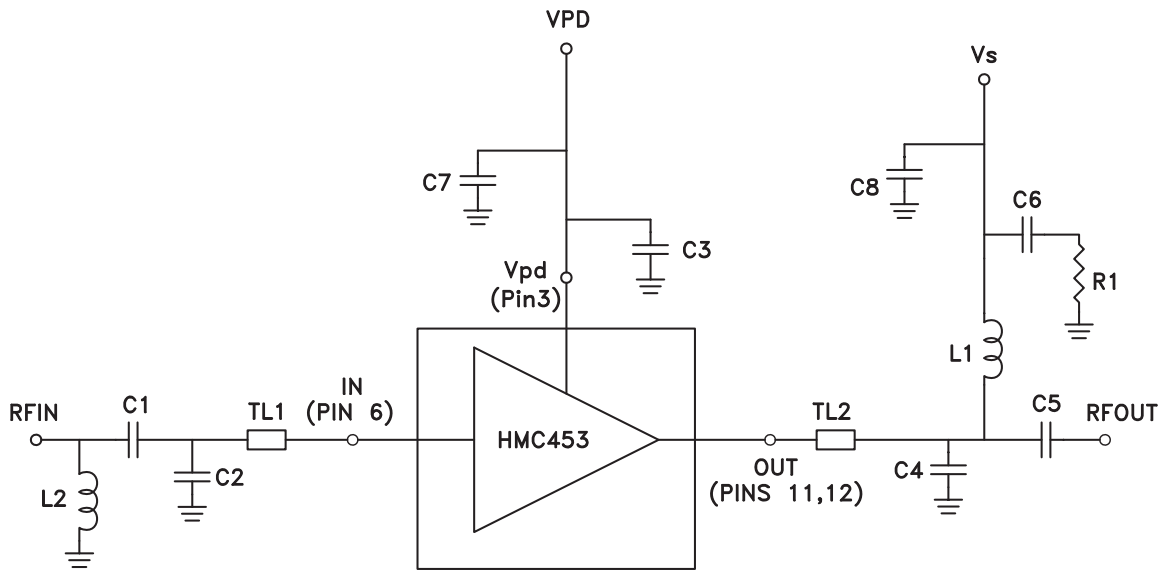 VPD
Vs
C7
C8
C6
C3
Vpd
(Pin3)
R1
L1
RFIN
C1
TL1
IN
(PIN 6)
HMC453
TL2
C5
RFOUT
L2
C2
OUT
(PINS 11,12)
C4